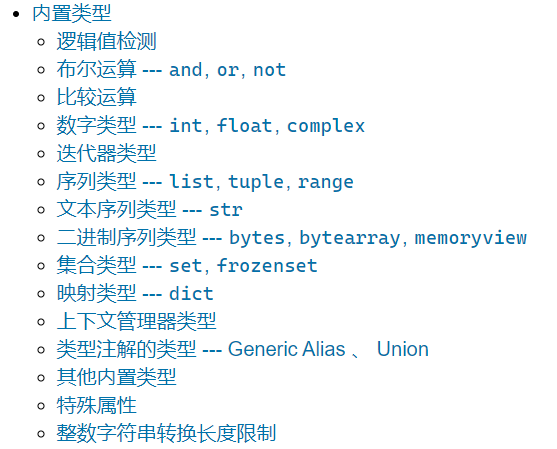 内置类型
逻辑值检测
布尔运算 --- and, or, not
比较运算
数字类型 --- int, float, complex
迭代器类型
序列类型 --- list, tuple, range
文本序列类型 --- str
二进制序列类型 --- bytes, bytearray, memoryview
集合类型 --- set, frozenset
映射类型 --- dict
上下文管理器类型
类型注解的类型 --- Generic Alias 、 Union
其他内置类型
特殊属性
整数字符串转换长度限制